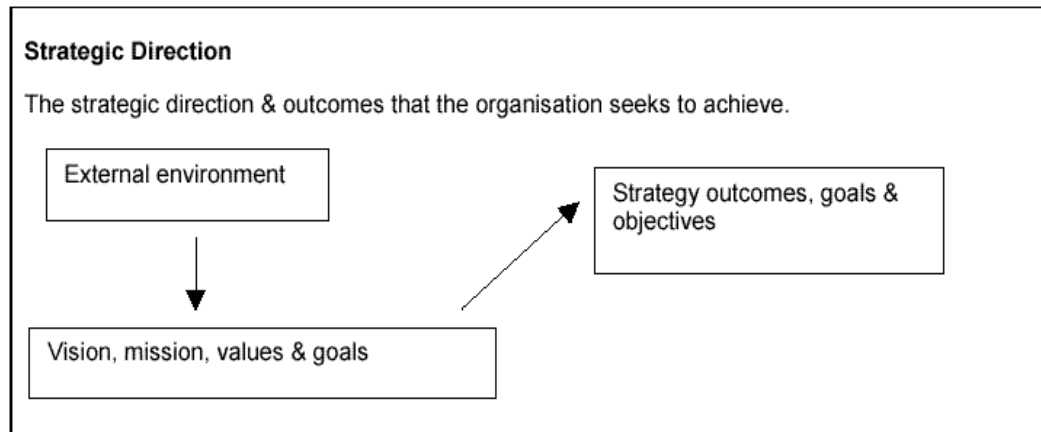 Strategic Direction
The strategic direction & outcomes that the organisation seeks to achieve.
External environment
Strategy outcomes, goals &
objectives
Vision, mission, values & goals